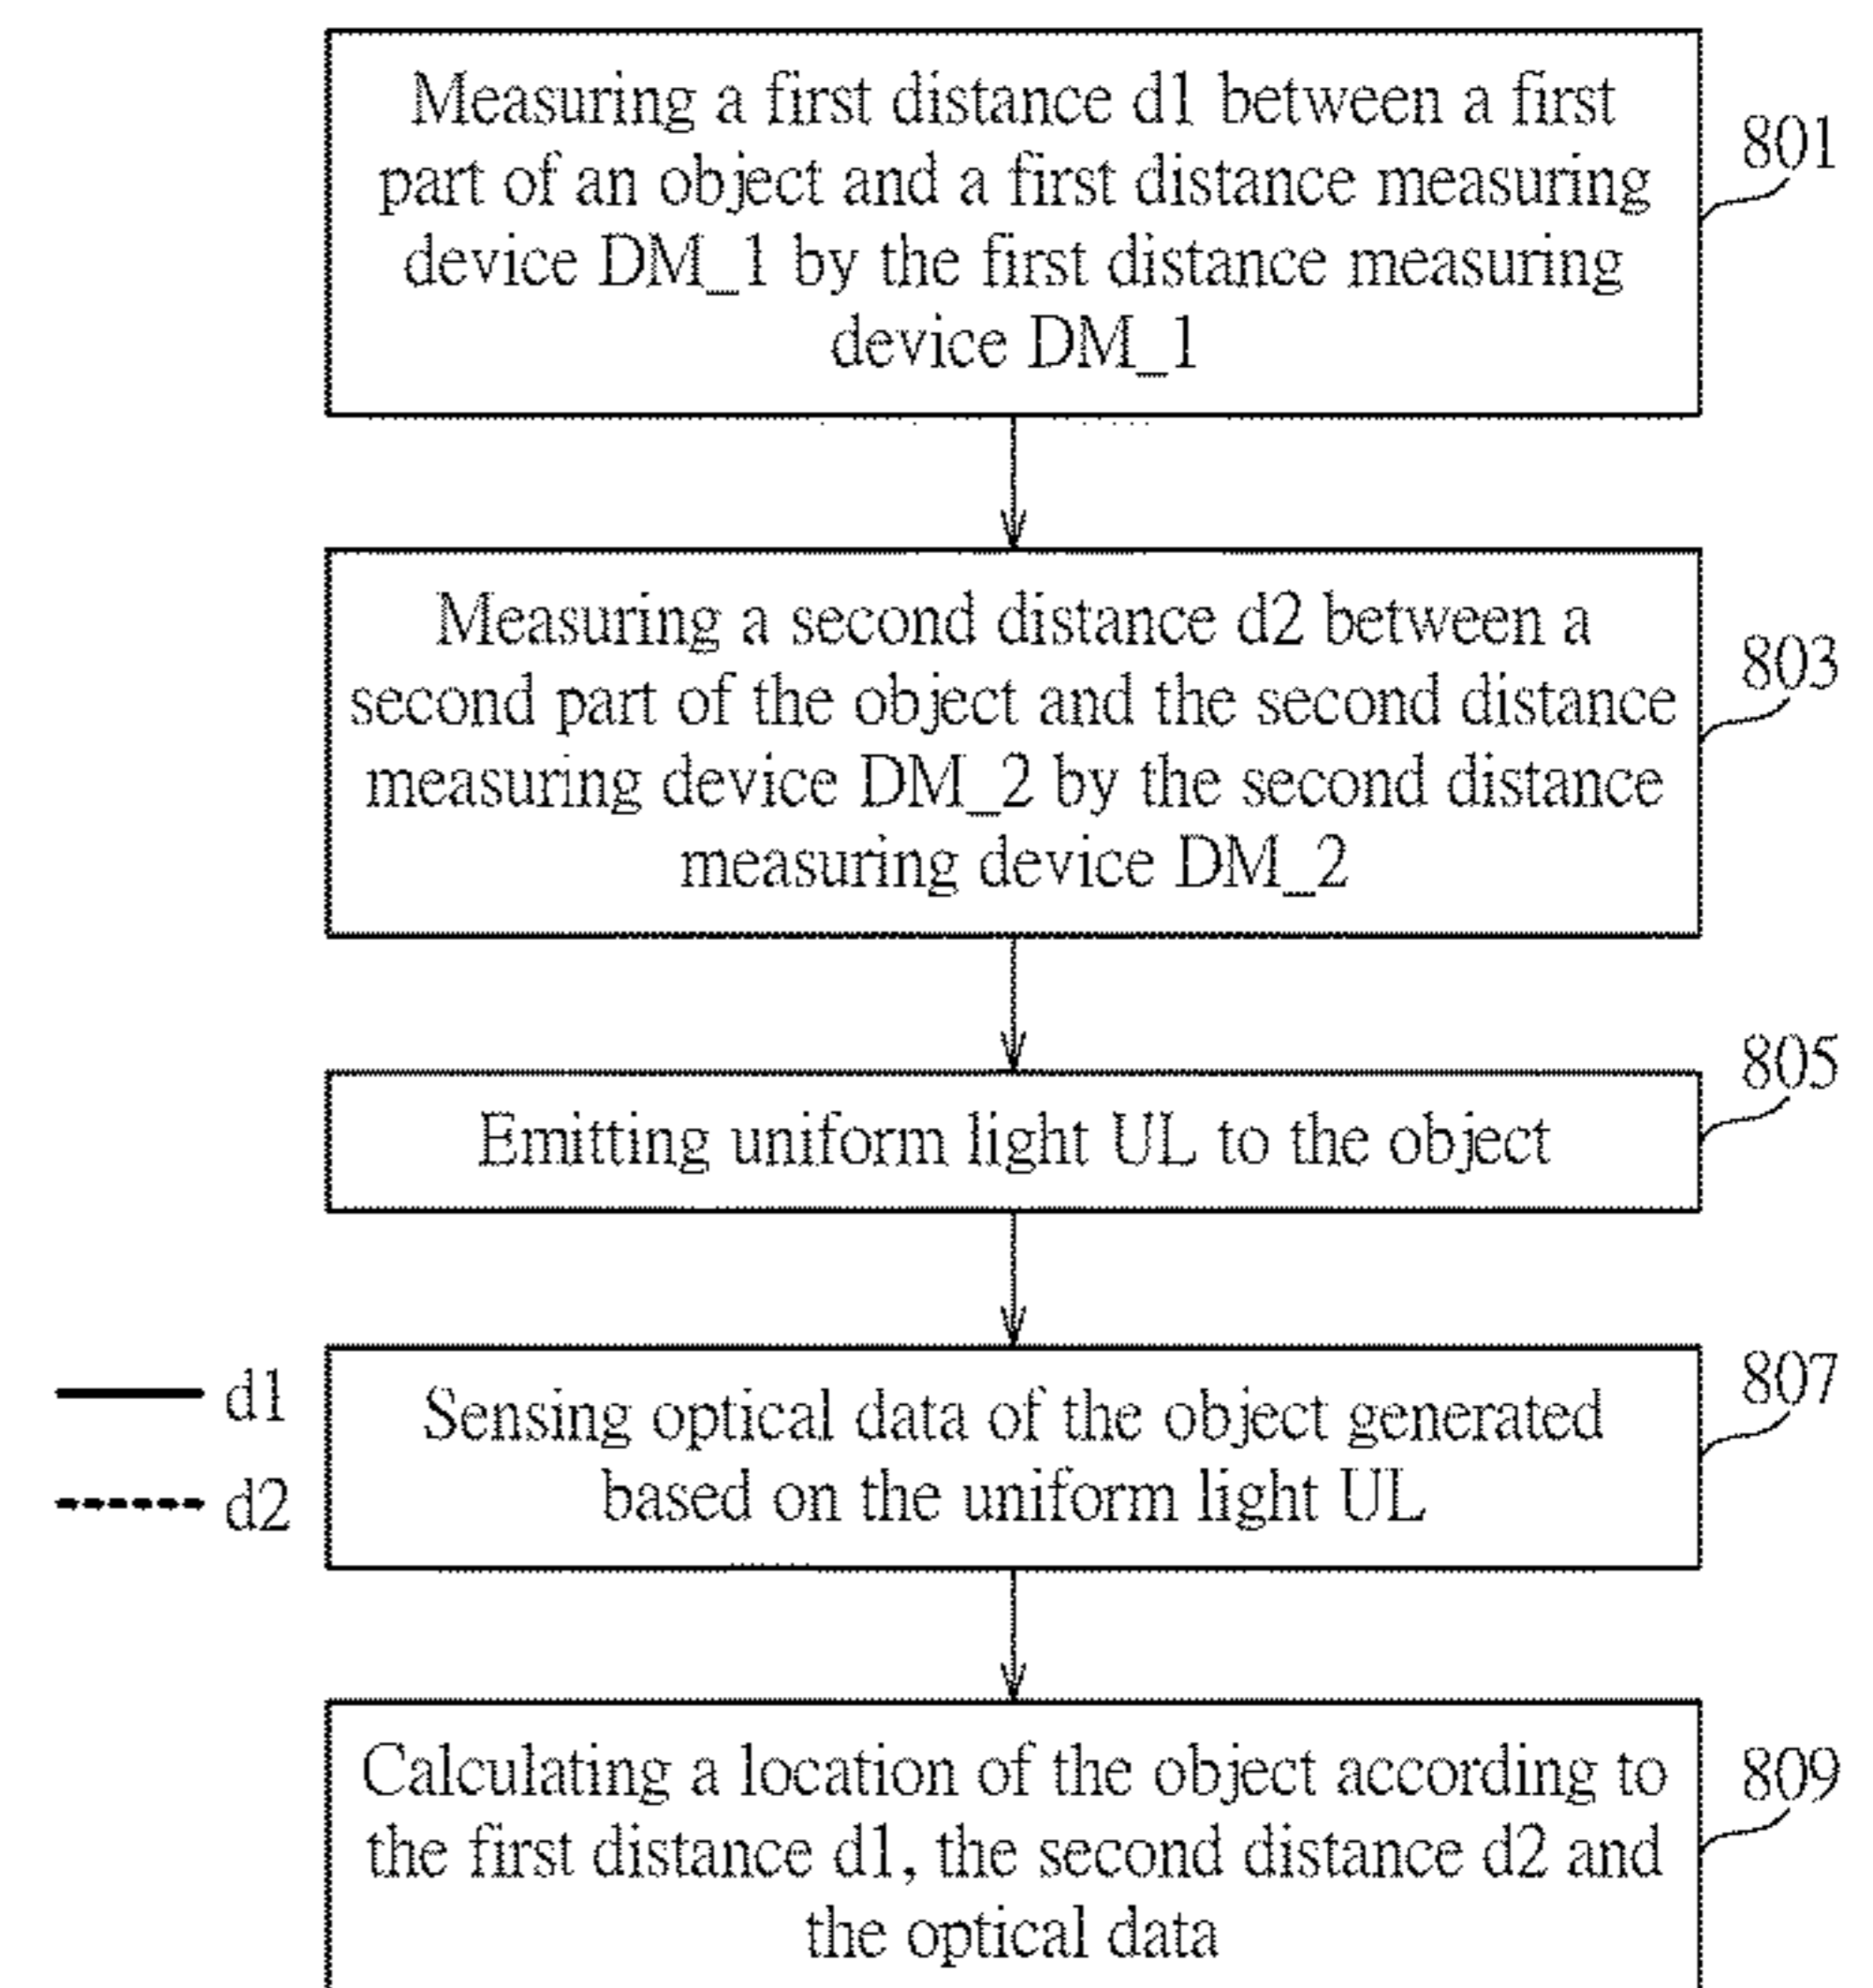 Measuring a first distance d1 between a first
part of an object and a first distance measuring
device DM_1 by the first distance measuring
device DM_1
801
Measuring a second distance d2 between a
second part of the object and the second distance
measuring device DM_2 by the second distance
measuring device DM_2
803
Emitting uniform light UL to the object
805
d1
d2
Sensing optical data of the object generated
based on the uniform light UL
807
Calculating a location of the object according to
the first distance d1, the second distance d2 and
the optical data
809